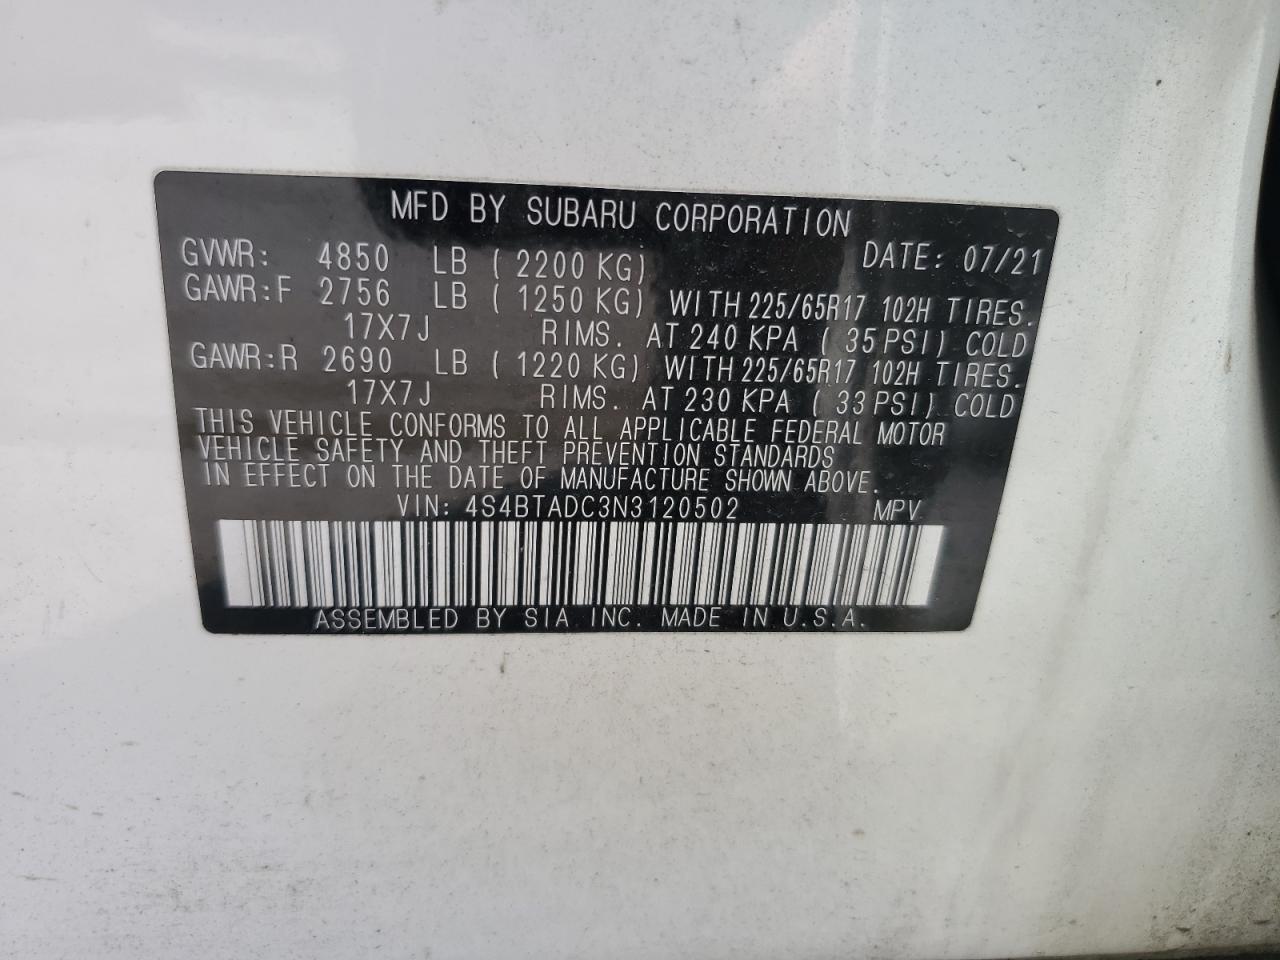 MFD BY SUBARU CORPORATION
GVWR: 4850 LB ( 2200 KG) DATE: 07/21
GAWR:F 2756 LB ( 1250 KG) WITH 225/65R17 102H TIRES.
17X7J RIMS. AT 240 KPA ( 35 PSI) COLD
GAWR:R 2690 LB ( 1220 KG) WITH 225/65R17 102H TIRES.
17X7J RIMS. AT 230 KPA ( 33 PSI) COLD
THIS VEHICLE CONFORMS TO ALL APPLICABLE FEDERAL MOTOR
VEHICLE SAFETY AND THEFT PREVENTION STANDARDS
IN EFFECT ON THE DATE OF MANUFACTURE SHOWN ABOVE.
VIN: 4S4BTADC3N3120502 MPV
ASSEMBLED BY SIA INC. MADE IN U.S.A.